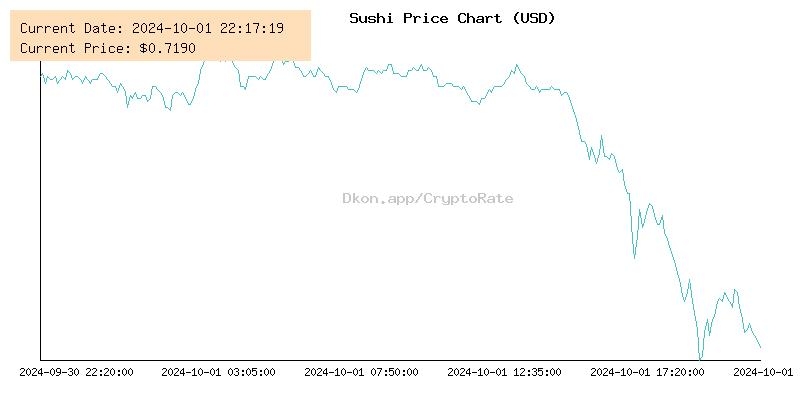 Sushi Price Chart (USD)
Current Date: 2024-10-01 22:17:19
Current Price: $0.7190
Dkon.app/CryptoRate
2024-09-30 22:20:00 2024-10-01 03:05:00 2024-10-01 07:50:00 2024-10-01 12:35:00 2024-10-01 17:20:00 2024-10-01